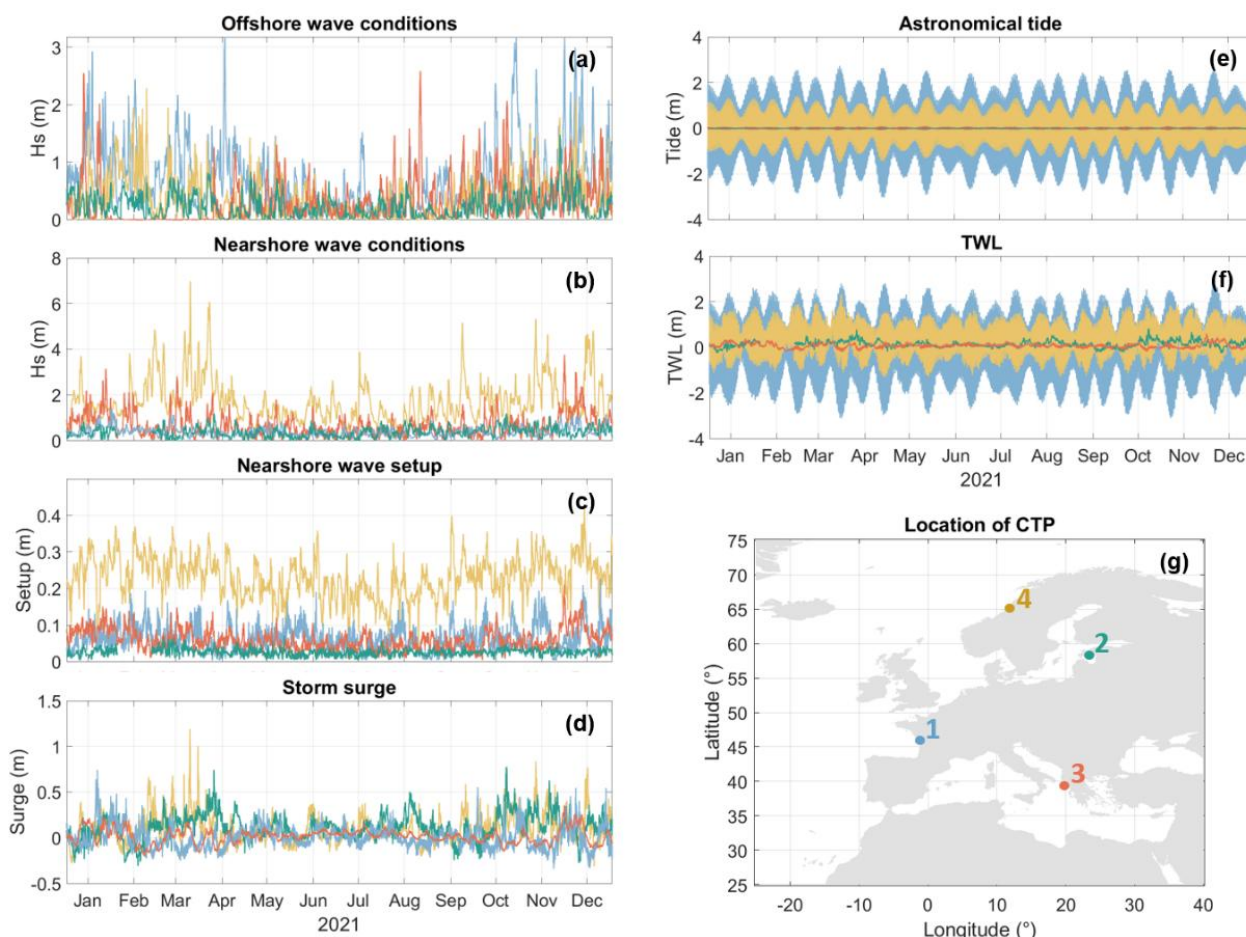 Offshore wave conditions
(a)
3
2
1
0
Hs (m)
Nearshore wave conditions
(b)
8
6
4
2
0
Hs (m)
Nearshore wave setup
(c)
0.4
0.3
0.2
0.1
0
Setup (m)
Storm surge
(d)
1.5
1
0.5
0
-0.5
Surge (m)
Jan Feb Mar Apr May Jun Jul Aug Sep Oct Nov Dec
2021
Astronomical tide
(e)
4
2
0
-2
-4
Tide (m)
TWL
(f)
4
2
0
-2
-4
TWL (m)
Jan Feb Mar Apr May Jun Jul Aug Sep Oct Nov Dec
2021
Location of CTP
(g)
75
70
65
60
55
50
45
40
35
30
25
Latitude (°)
4
2
1
3
-20 -10 0 10 20 30 40
Longitude (°)